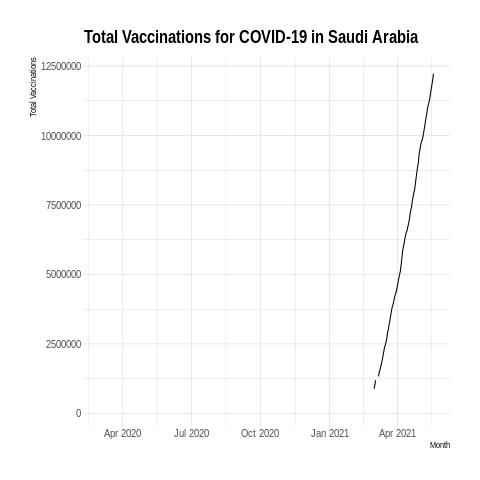 Total Vaccinations for COVID-19 in Saudi Arabia
Total Vaccinations
12500000
10000000
7500000
5000000
2500000
0
Apr 2020 Jul 2020 Oct 2020 Jan 2021 Apr 2021
Month